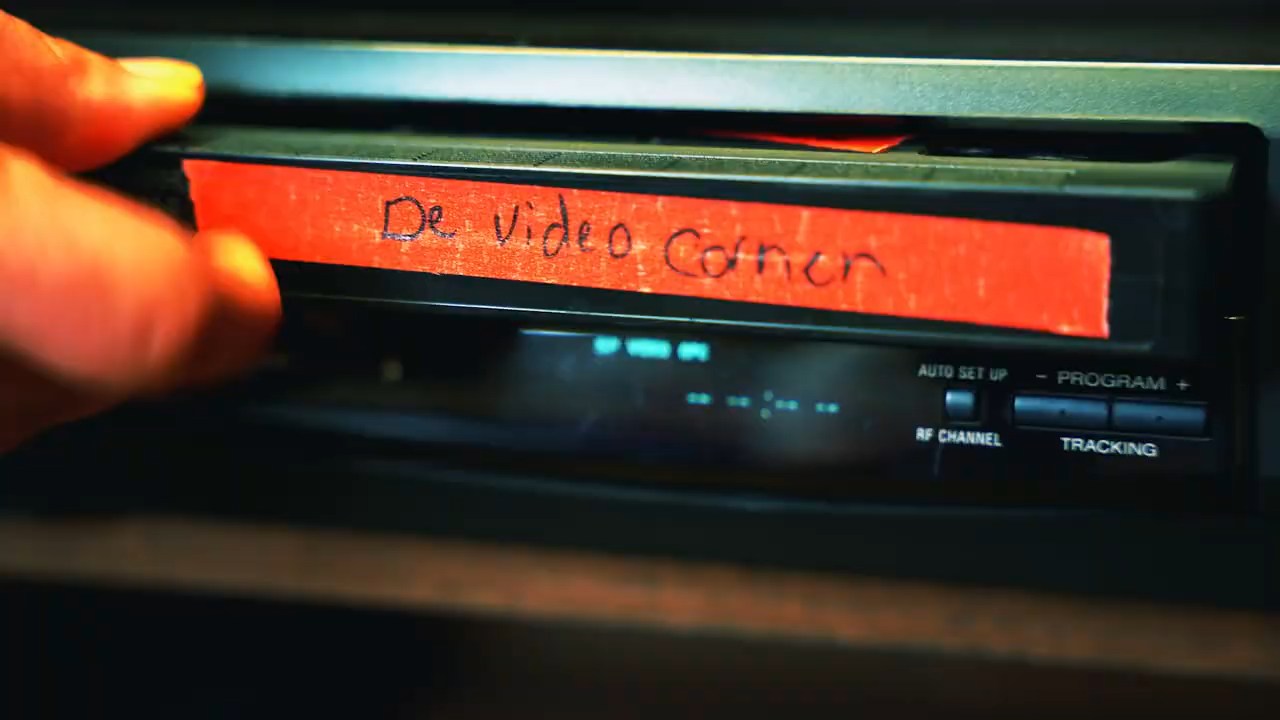 De Video Corner
AUTO SET UP
- PROGRAM +
RF CHANNEL
TRACKING